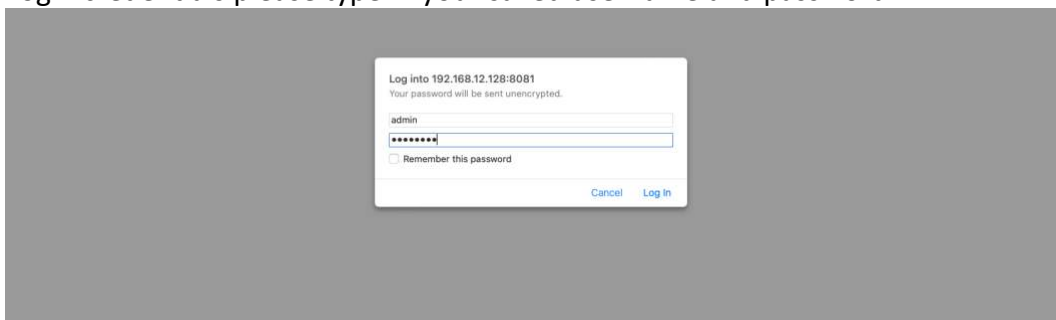 Log into 192.168.12.128:8081
Your password will be sent unencrypted.
admin
••••••••
Remember this password
Cancel Log In